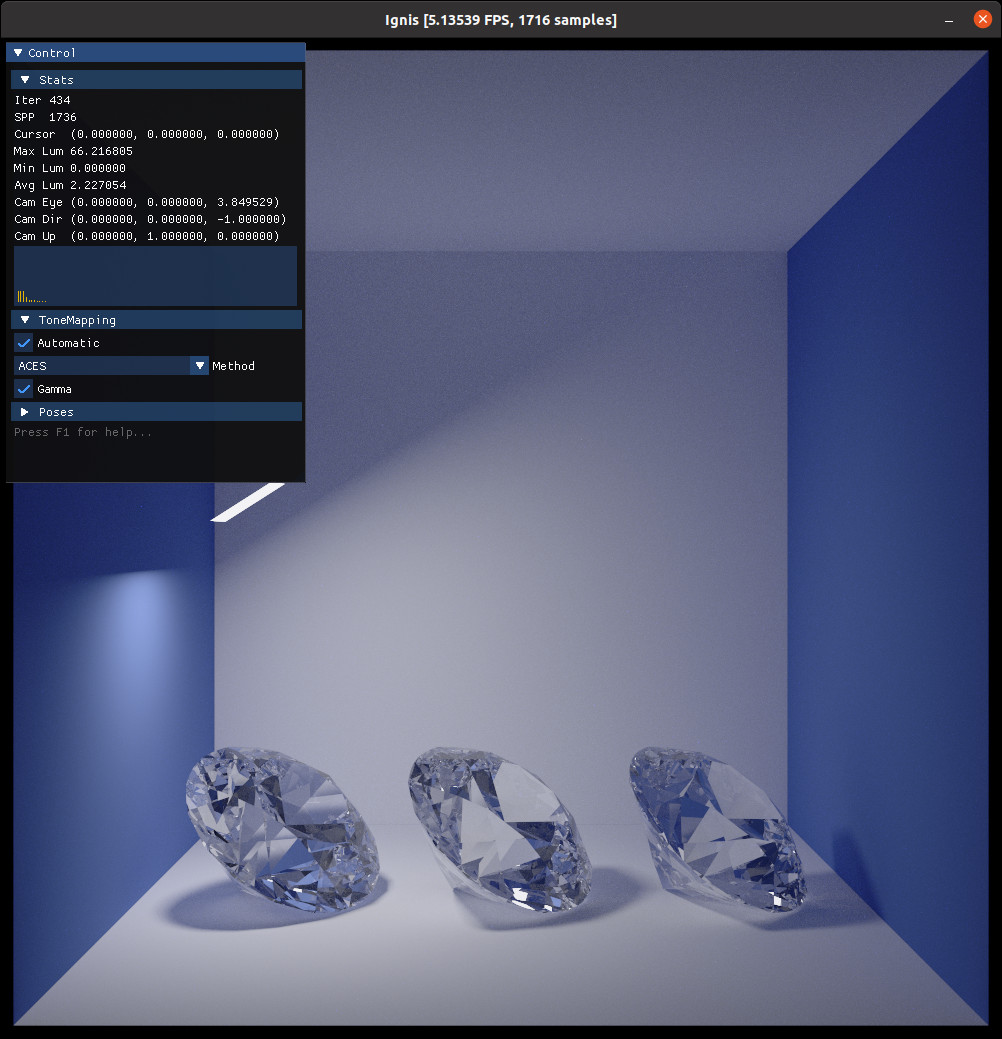 Ignis [5.13539 FPS, 1716 samples]
Control
Stats
Iter 434
SPP 1736
Cursor (0.000000, 0.000000, 0.000000)
Max Lum 66.216805
Min Lum 0.000000
Avg Lum 2.227054
Cam Eye (0.000000, 0.000000, 3.849529)
Cam Dir (0.000000, 0.000000, -1.000000)
Cam Up (0.000000, 1.000000, 0.000000)
ToneMapping
Automatic
ACES Method
Gamma
Poses
Press F1 for help...